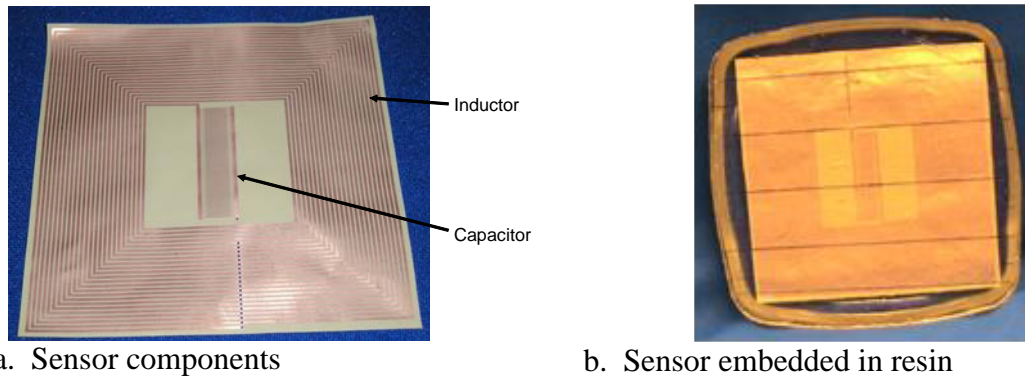 Inductor
Capacitor
a. Sensor components
b. Sensor embedded in resin